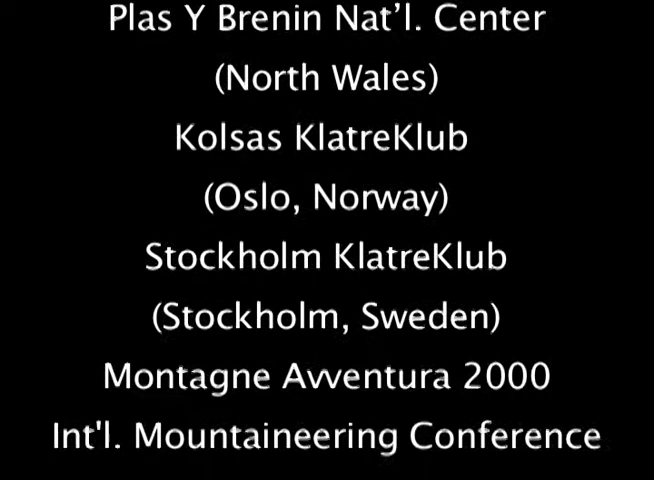 Plas Y Brenin Nat’l. Center
(North Wales)
Kolsas KlatreKlub
(Oslo, Norway)
Stockholm KlatreKlub
(Stockholm, Sweden)
Montagne Avventura 2000
Int'l. Mountaineering Conference